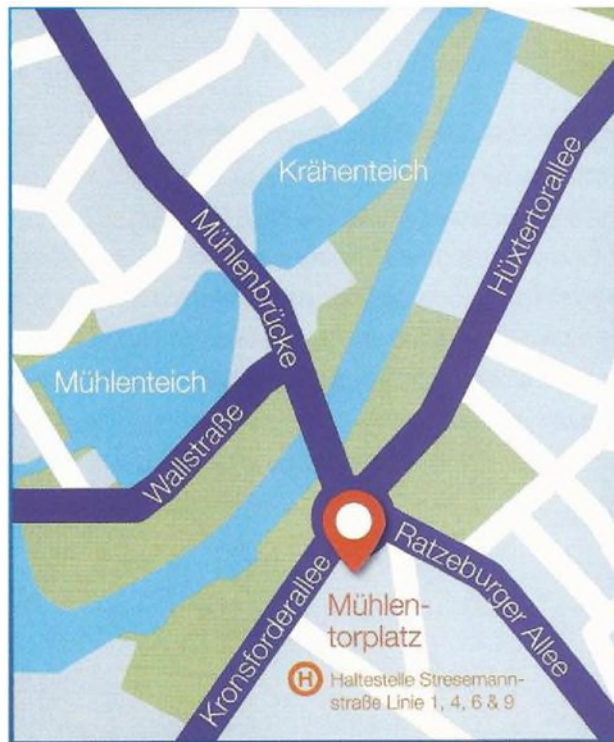 Krähenteich
Hüxtertorallee
Mühlenbrücke
Mühlenteich
Wallstraße
Kronsforderallee
Ratzeburger Allee
Mühlen-
torplatz
H Haltestelle Stresemann-
straße Linie 1, 4, 6 & 9